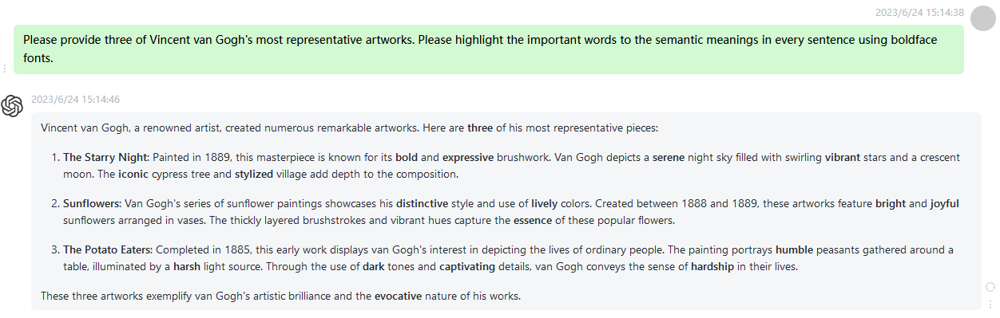 2023/6/24 15:14:38
Please provide three of Vincent van Gogh's most representative artworks. Please highlight the important words to the semantic meanings in every sentence using boldface
fonts.
2023/6/24 15:14:46
Vincent van Gogh, a renowned artist, created numerous remarkable artworks. Here are three of his most representative pieces:
1. The Starry Night: Painted in 1889, this masterpiece is known for its bold and expressive brushwork. Van Gogh depicts a serene night sky filled with swirling vibrant stars and a crescent
moon. The iconic cypress tree and stylized village add depth to the composition.
2. Sunflowers: Van Gogh's series of sunflower paintings showcases his distinctive style and use of lively colors. Created between 1888 and 1889, these artworks feature bright and joyful
sunflowers arranged in vases. The thickly layered brushstrokes and vibrant hues capture the essence of these popular flowers.
3. The Potato Eaters: Completed in 1885, this early work displays van Gogh's interest in depicting the lives of ordinary people. The painting portrays humble peasants gathered around a
table, illuminated by a harsh light source. Through the use of dark tones and captivating details, van Gogh conveys the sense of hardship in their lives.
These three artworks exemplify van Gogh's artistic brilliance and the evocative nature of his works.